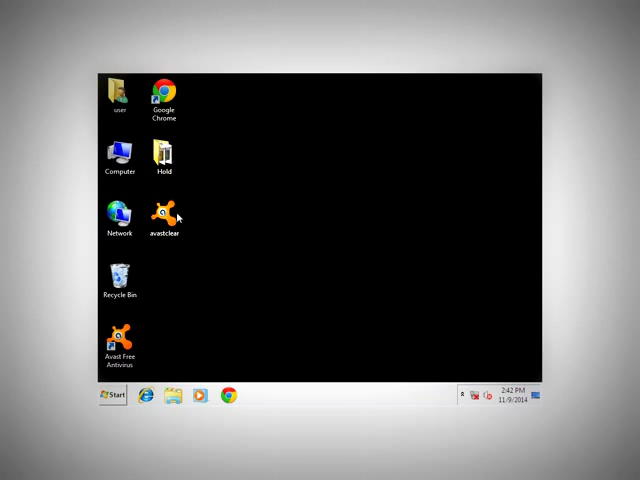 user
Google
Chrome
Computer
Hold
Network
avastclear
Recycle Bin
Avast Free
Antivirus
Start
2:42 PM
11/9/2014